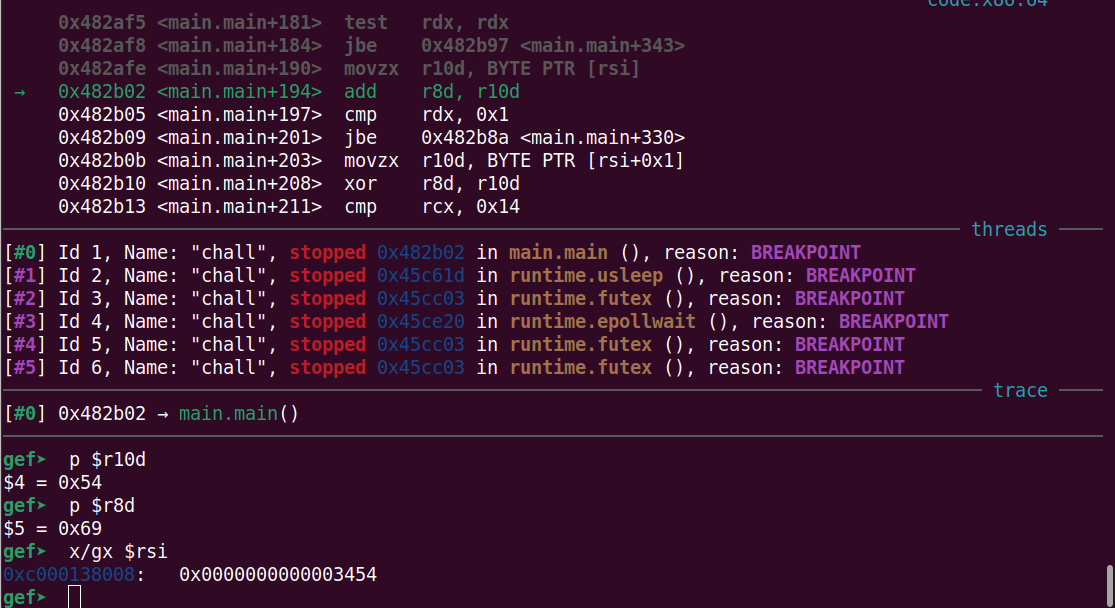 code:x86:64
0x482af5 <main.main+181> test rdx, rdx
0x482af8 <main.main+184> jbe 0x482b97 <main.main+343>
0x482afe <main.main+190> movzx r10d, BYTE PTR [rsi]
→ 0x482b02 <main.main+194> add r8d, r10d
0x482b05 <main.main+197> cmp rdx, 0x1
0x482b09 <main.main+201> jbe 0x482b8a <main.main+330>
0x482b0b <main.main+203> movzx r10d, BYTE PTR [rsi+0x1]
0x482b10 <main.main+208> xor r8d, r10d
0x482b13 <main.main+211> cmp rcx, 0x14
threads
[#0] Id 1, Name: "chall", stopped 0x482b02 in main.main (), reason: BREAKPOINT
[#1] Id 2, Name: "chall", stopped 0x45c61d in runtime.usleep (), reason: BREAKPOINT
[#2] Id 3, Name: "chall", stopped 0x45cc03 in runtime.futex (), reason: BREAKPOINT
[#3] Id 4, Name: "chall", stopped 0x45ce20 in runtime.epollwait (), reason: BREAKPOINT
[#4] Id 5, Name: "chall", stopped 0x45cc03 in runtime.futex (), reason: BREAKPOINT
[#5] Id 6, Name: "chall", stopped 0x45cc03 in runtime.futex (), reason: BREAKPOINT
trace
[#0] 0x482b02 → main.main()
gef➤ p $r10d
$4 = 0x54
gef➤ p $r8d
$5 = 0x69
gef➤ x/gx $rsi
0xc000138008: 0x0000000000003454
gef➤